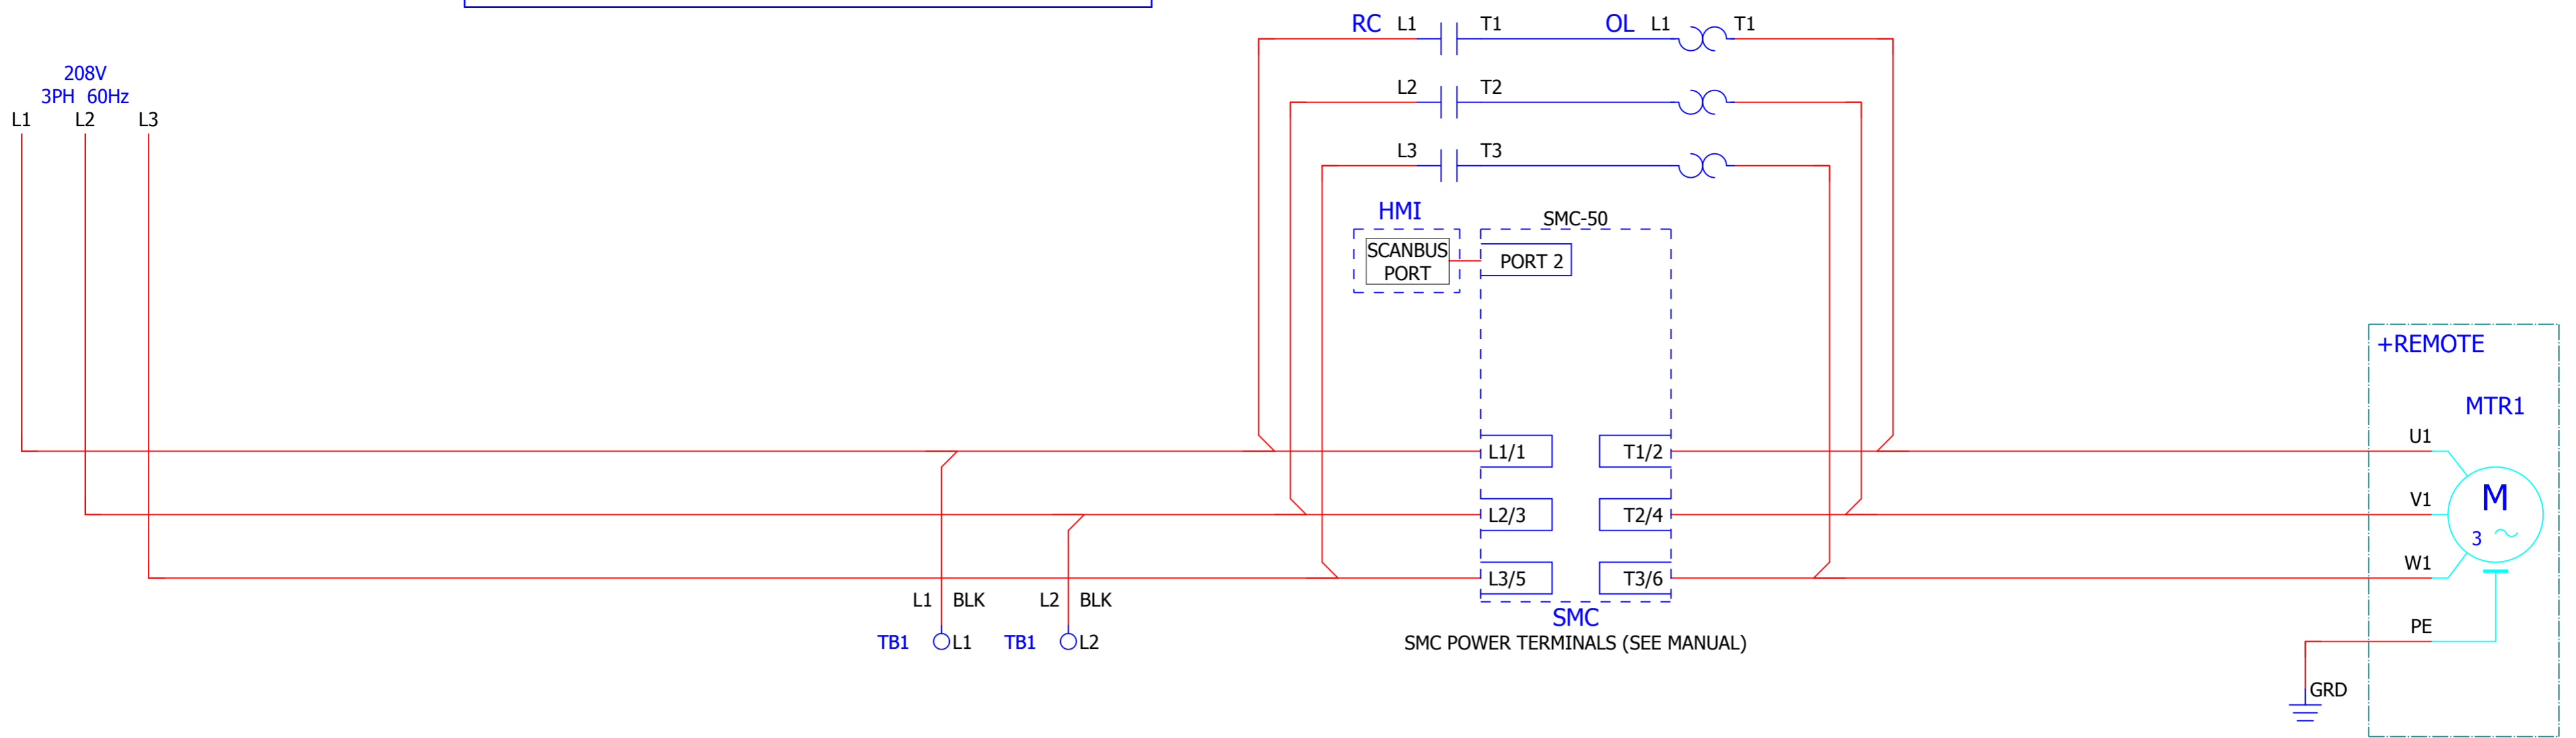 RC L1 T1 OL L1 T1
208V
3PH 60Hz
L1 L2 L3
L2 T2
L3 T3
HMI
SCANBUS
PORT
SMC-50
PORT 2
+REMOTE
MTR1
L1/1 T1/2 U1
L2/3 T2/4 V1
M
3
L3/5 T3/6 W1
L1 BLK L2 BLK
SMC
TB1 L1 TB1 L2
SMC POWER TERMINALS (SEE MANUAL)
PE
GRD